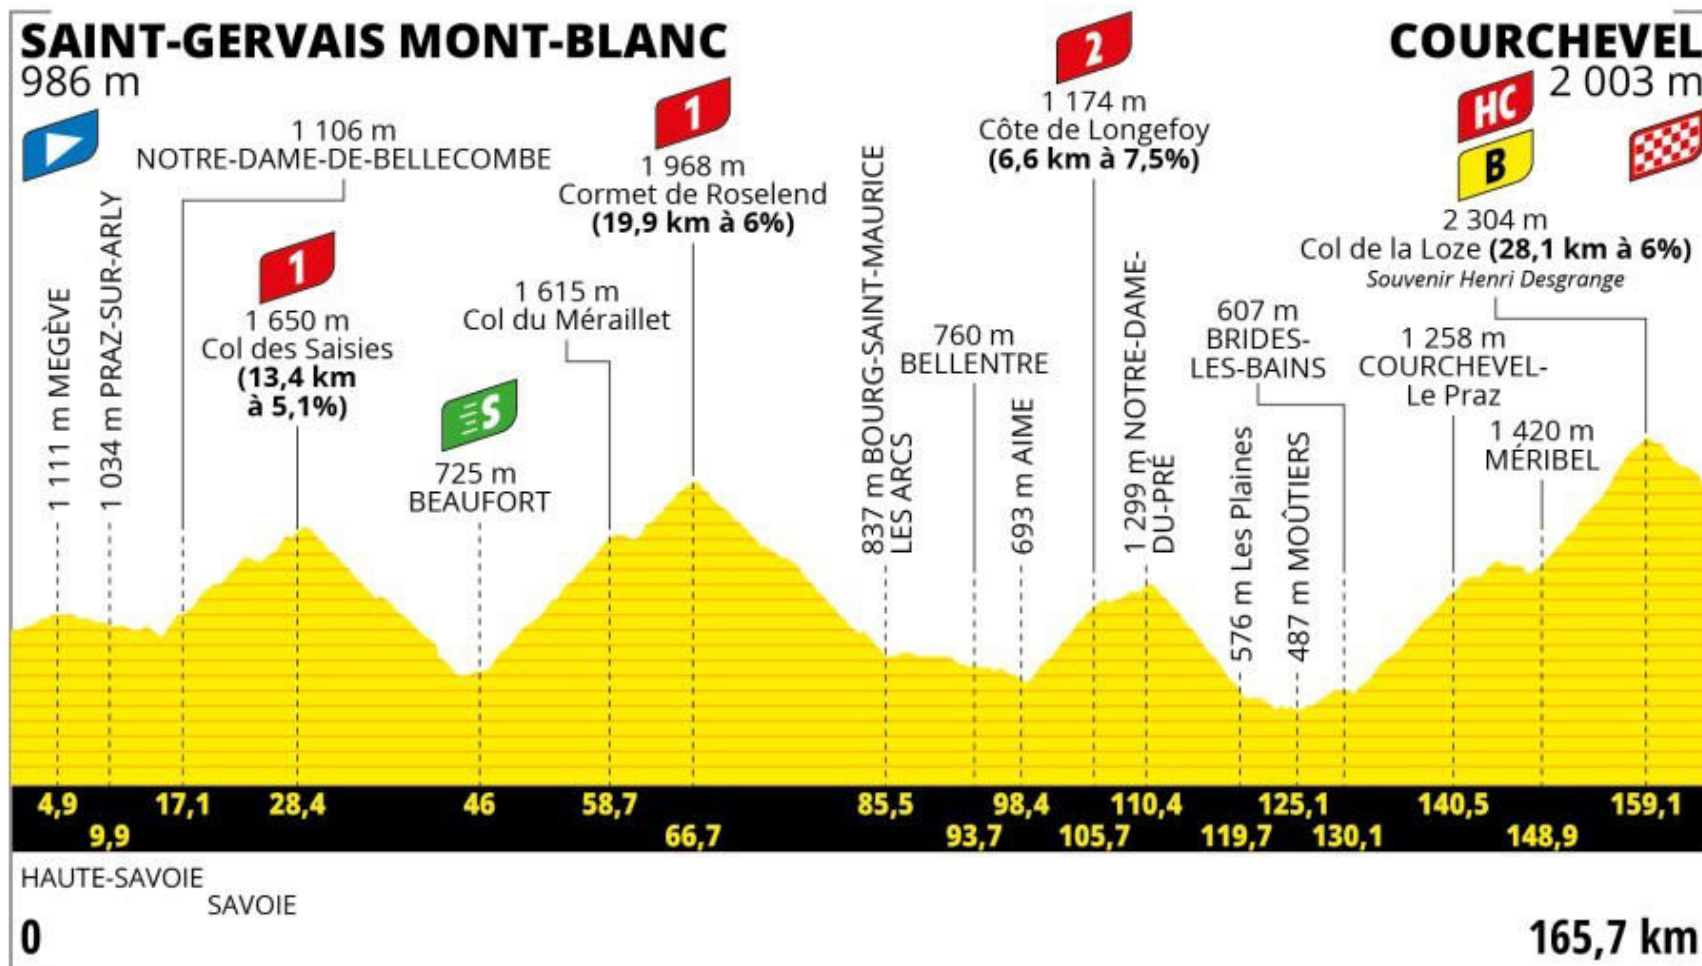 SAINT-GERVAIS MONT-BLANC
986 m
COURCHEVEL
2 003 m
1 111 m MEGÈVE
1 034 m PRAZ-SUR-ARLY
1 106 m
NOTRE-DAME-DE-BELLECOMBE
1
1 650 m
Col des Saisies
(13,4 km
à 5,1%)
S
725 m
BEAUFORT
1 615 m
Col du Méraillet
1
1 968 m
Cormet de Roselend
(19,9 km à 6%)
837 m BOURG-SAINT-MAURICE
LES ARCS
760 m
BELLENTRE
693 m AIME
2
1 174 m
Côte de Longefoy
(6,6 km à 7,5%)
1 299 m NOTRE-DAME-
DU-PRÉ
576 m Les Plaines
487 m MOÛTIERS
607 m
BRIDES-
LES-BAINS
1 258 m
COURCHEVEL-
Le Praz
1 420 m
MÉRIBEL
HC
B
2 304 m
Col de la Loze (28,1 km à 6%)
Souvenir Henri Desgrange
4,9
9,9
17,1
28,4
46
58,7
66,7
85,5
93,7
98,4
105,7
110,4
119,7
125,1
130,1
140,5
148,9
159,1
HAUTE-SAVOIE
SAVOIE
0
165,7 km